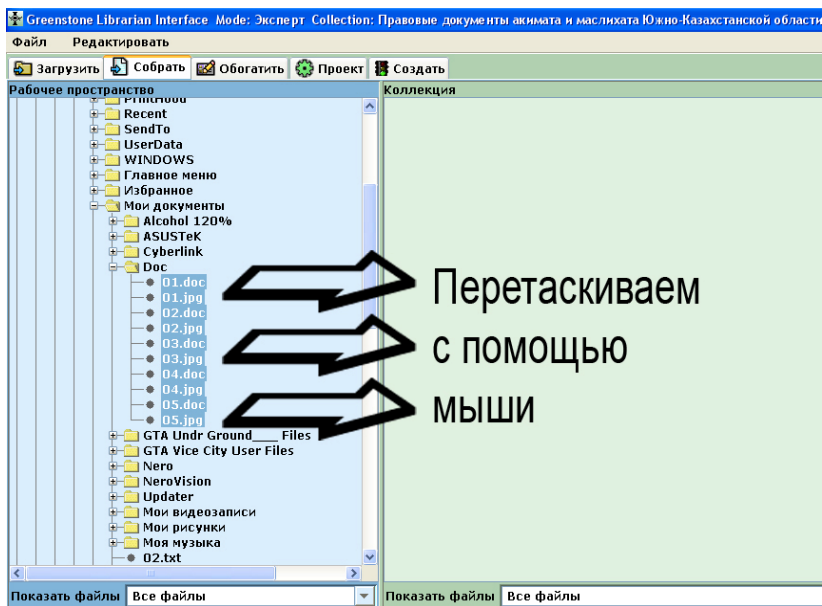 Greenstone Librarian Interface Mode: Эксперт Collection: Правовые документы акимата и маслихата Южно-Казахстанской области
Файл Редактировать
Загрузить Собрать Обогатить Проект Создать
Рабочее пространство
PrintHood
Recent
SendTo
UserData
WINDOWS
Главное меню
Избранное
Мои документы
Alcohol 120%
ASUSTeK
Cyberlink
Doc
01.doc
01.jpg
02.doc
02.jpg
03.doc
03.jpg
04.doc
04.jpg
05.doc
05.jpg
GTA Undr Ground____ Files
GTA Vice City User Files
Nero
NeroVision
Updater
Мои видеозаписи
Мои рисунки
Моя музыка
02.txt
Показать файлы Все файлы
Коллекция
Перетаскиваем
с помощью
мыши
Показать файлы Все файлы